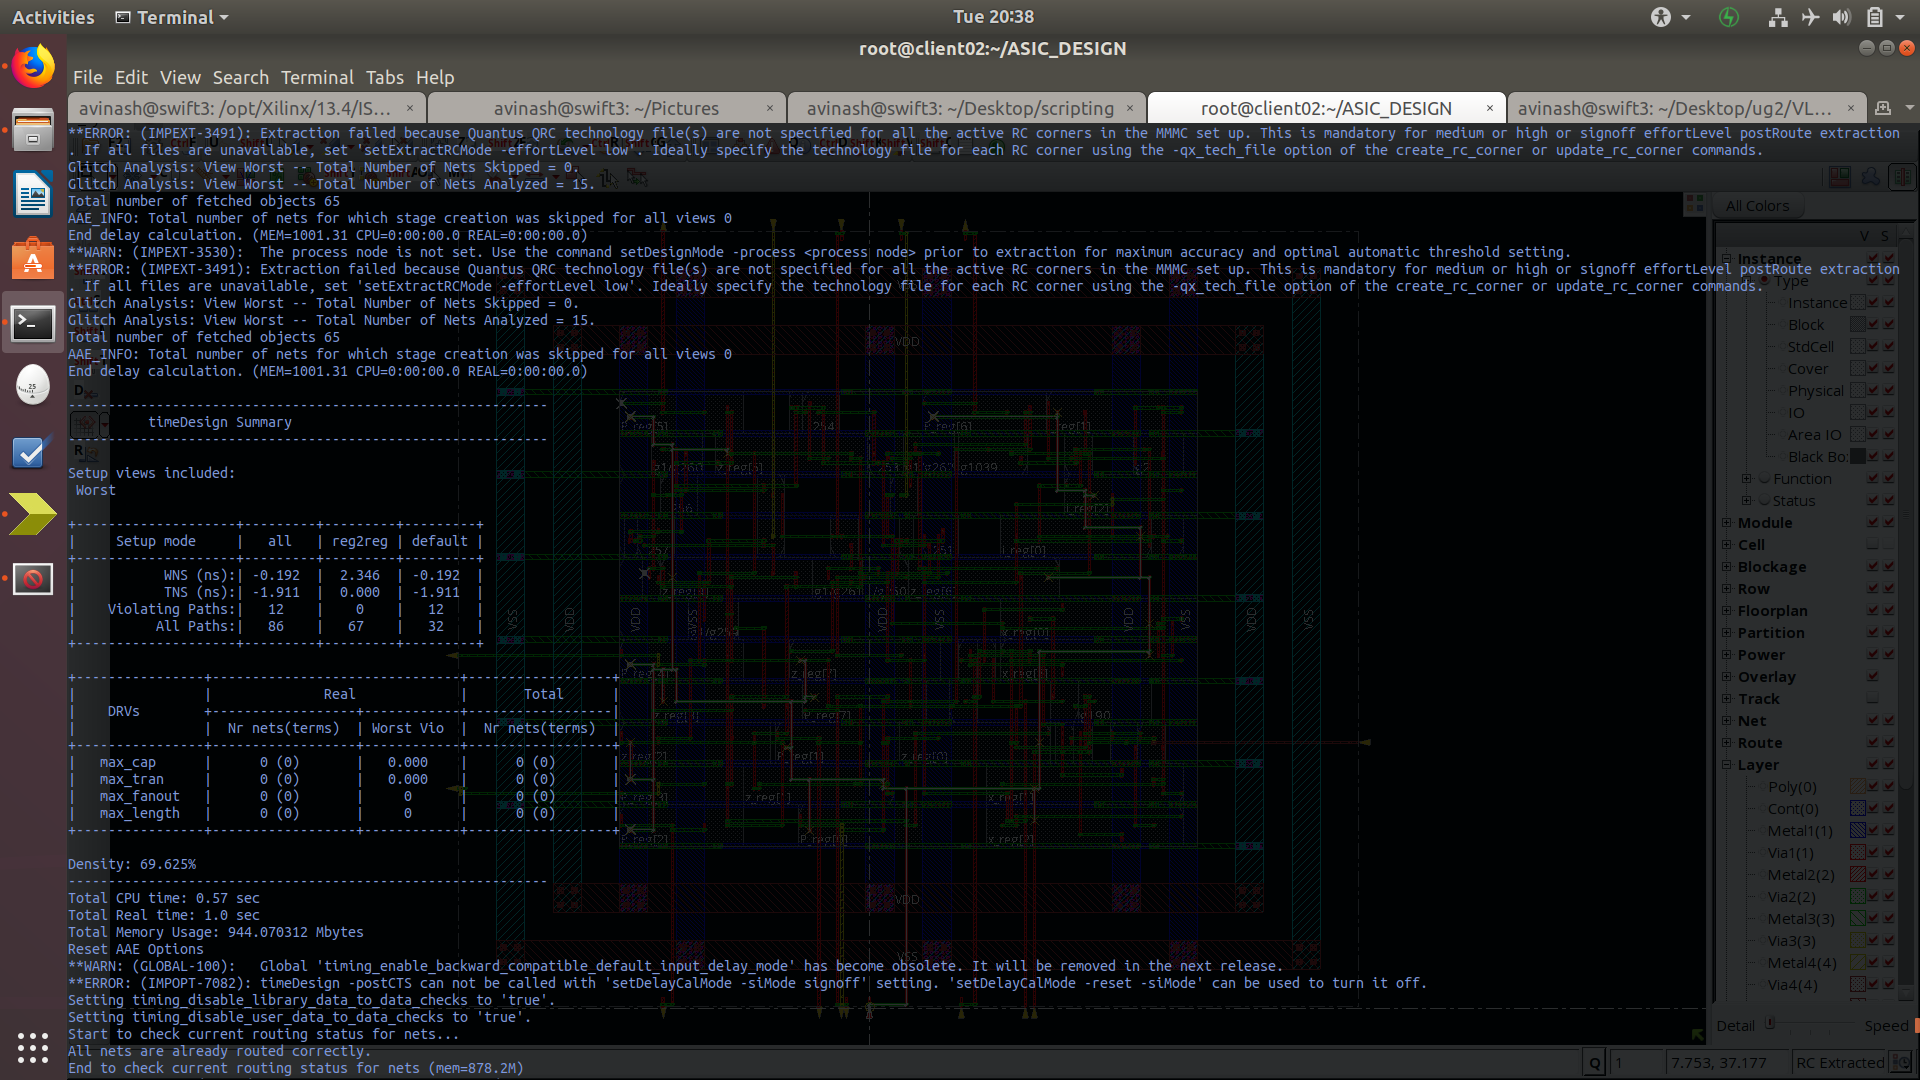 Activities
Terminal
Tue 20:38
root@client02:~/ASIC_DESIGN
File Edit View Search Terminal Tabs Help
avinash@swift3: /opt/Xilinx/13.4/IS... ×
avinash@swift3: ~/Pictures ×
avinash@swift3: ~/Desktop/scripting ×
root@client02:~/ASIC_DESIGN ×
avinash@swift3: ~/Desktop/ug2/VL... ×
**ERROR: (IMPEXT-3491): Extraction failed because Quantus QRC technology file(s) are not specified for all the active RC corners in the MMMC set up. This is mandatory for medium or high or signoff effortLevel postRoute extraction
. If all files are unavailable, set 'setExtractRCMode -effortLevel low'. Ideally specify the technology file for each RC corner using the -qx_tech_file option of the create_rc_corner or update_rc_corner commands.
Glitch Analysis: View Worst -- Total Number of Nets Skipped = 0.
Glitch Analysis: View Worst -- Total Number of Nets Analyzed = 15.
Total number of fetched objects 65
AAE_INFO: Total number of nets for which stage creation was skipped for all views 0
End delay calculation. (MEM=1001.31 CPU=0:00:00.0 REAL=0:00:00.0)
**WARN: (IMPEXT-3530): The process node is not set. Use the command setDesignMode -process <process node> prior to extraction for maximum accuracy and optimal automatic threshold setting.
**ERROR: (IMPEXT-3491): Extraction failed because Quantus QRC technology file(s) are not specified for all the active RC corners in the MMMC set up. This is mandatory for medium or high or signoff effortLevel postRoute extraction
. If all files are unavailable, set 'setExtractRCMode -effortLevel low'. Ideally specify the technology file for each RC corner using the -qx_tech_file option of the create_rc_corner or update_rc_corner commands.
Glitch Analysis: View Worst -- Total Number of Nets Skipped = 0.
Glitch Analysis: View Worst -- Total Number of Nets Analyzed = 15.
Total number of fetched objects 65
AAE_INFO: Total number of nets for which stage creation was skipped for all views 0
End delay calculation. (MEM=1001.31 CPU=0:00:00.0 REAL=0:00:00.0)
------------------------------------------------------------
timeDesign Summary
------------------------------------------------------------
Setup views included:
Worst
+--------------------+---------+---------+---------+
| Setup mode | all | reg2reg | default |
+--------------------+---------+---------+---------+
| WNS (ns):| -0.192 | 2.346 | -0.192 |
| TNS (ns):| -1.911 | 0.000 | -1.911 |
| Violating Paths:| 12 | 0 | 12 |
| All Paths:| 86 | 67 | 32 |
+--------------------+---------+---------+---------+
+----------------+-------------------------------+------------------+
| | Real | Total |
| DRVs +------------------+------------+------------------|
| | Nr nets(terms) | Worst Vio | Nr nets(terms) |
+----------------+------------------+------------+------------------+
| max_cap | 0 (0) | 0.000 | 0 (0) |
| max_tran | 0 (0) | 0.000 | 0 (0) |
| max_fanout | 0 (0) | 0 | 0 (0) |
| max_length | 0 (0) | 0 | 0 (0) |
+----------------+------------------+------------+------------------+
Density: 69.625%
------------------------------------------------------------
Total CPU time: 0.57 sec
Total Real time: 1.0 sec
Total Memory Usage: 944.070312 Mbytes
Reset AAE Options
**WARN: (GLOBAL-100): Global 'timing_enable_backward_compatible_default_input_delay_mode' has become obsolete. It will be removed in the next release.
**ERROR: (IMPOPT-7082): timeDesign -postCTS can not be called with 'setDelayCalMode -siMode signoff' setting. 'setDelayCalMode -reset -siMode' can be used to turn it off.
Setting timing_disable_library_data_to_data_checks to 'true'.
Setting timing_disable_user_data_to_data_checks to 'true'.
Start to check current routing status for nets...
All nets are already routed correctly.
End to check current routing status for nets (mem=878.2M)
All Colors
V S
Instance
Type
Instance
Block
StdCell
Cover
Physical
IO
Area IO
Black Bo
Function
Status
Module
Cell
Blockage
Row
Floorplan
Partition
Power
Overlay
Track
Net
Route
Layer
Poly(0)
Cont(0)
Metal1(1)
Via1(1)
Metal2(2)
Via2(2)
Metal3(3)
Via3(3)
Metal4(4)
Via4(4)
Detail
Speed
Q
1
7.753, 37.177
RC Extracted
VDD
VSS
VSS
VDD
VDD
VSS
VDD
VSS
VDD
VSS
VDD
VSS
VDD
VSS
25